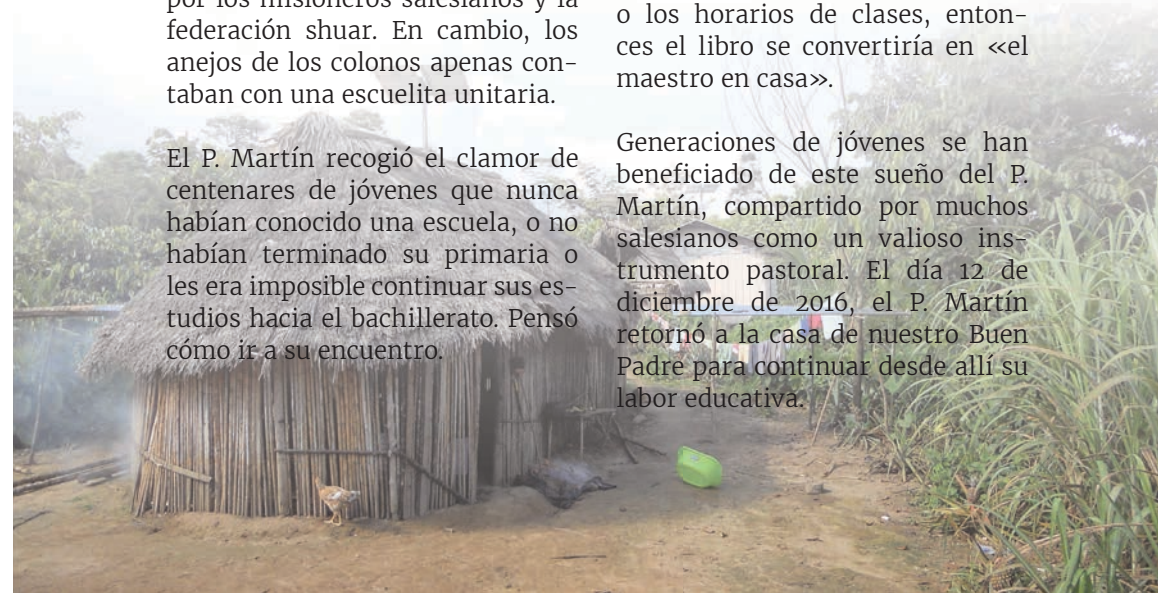 por los misioneros salesianos y la
federación shuar. En cambio, los
anejos de los colonos apenas con-
taban con una escuelita unitaria.
El P. Martín recogió el clamor de
centenares de jóvenes que nunca
habían conocido una escuela, o no
habían terminado su primaria o
les era imposible continuar sus es-
tudios hacia el bachillerato. Pensó
cómo ir a su encuentro.
o los horarios de clases, enton-
ces el libro se convertiría en «el
maestro en casa».
Generaciones de jóvenes se han
beneficiado de este sueño del P.
Martín, compartido por muchos
salesianos como un valioso ins-
trumento pastoral. El día 12 de
diciembre de 2016, el P. Martín
retornó a la casa de nuestro Buen
Padre para continuar desde allí su
labor educativa.